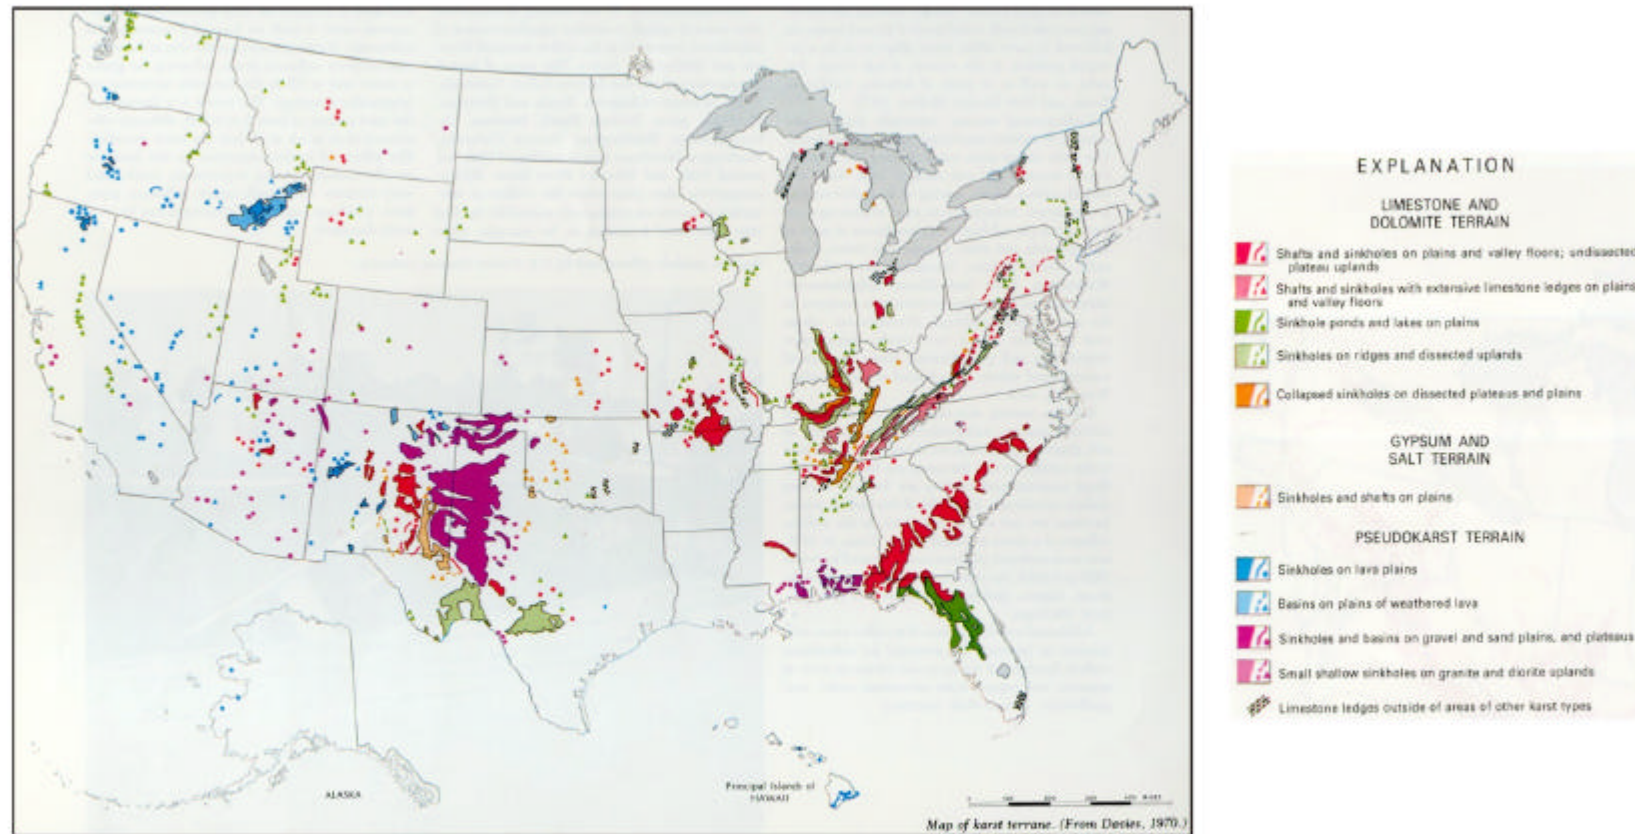 ALASKA
Principal Islands of
HAWAII
Map of karst terrane. (From Davies, 1970.)
EXPLANATION
LIMESTONE AND
DOLOMITE TERRAIN
Shafts and sinkholes on plains and valley floors; undissected
plateau uplands
Shafts and sinkholes with extensive limestone ledges on plains
and valley floors
Sinkhole ponds and lakes on plains
Sinkholes on ridges and dissected uplands
Collapsed sinkholes on dissected plateaus and plains
GYPSUM AND
SALT TERRAIN
Sinkholes and shafts on plains
PSEUDOKARST TERRAIN
Sinkholes on lava plains
Basins on plains of weathered lava
Sinkholes and basins on gravel and sand plains, and plateaus
Small shallow sinkholes on granite and diorite uplands
Limestone ledges outside of areas of other karst types